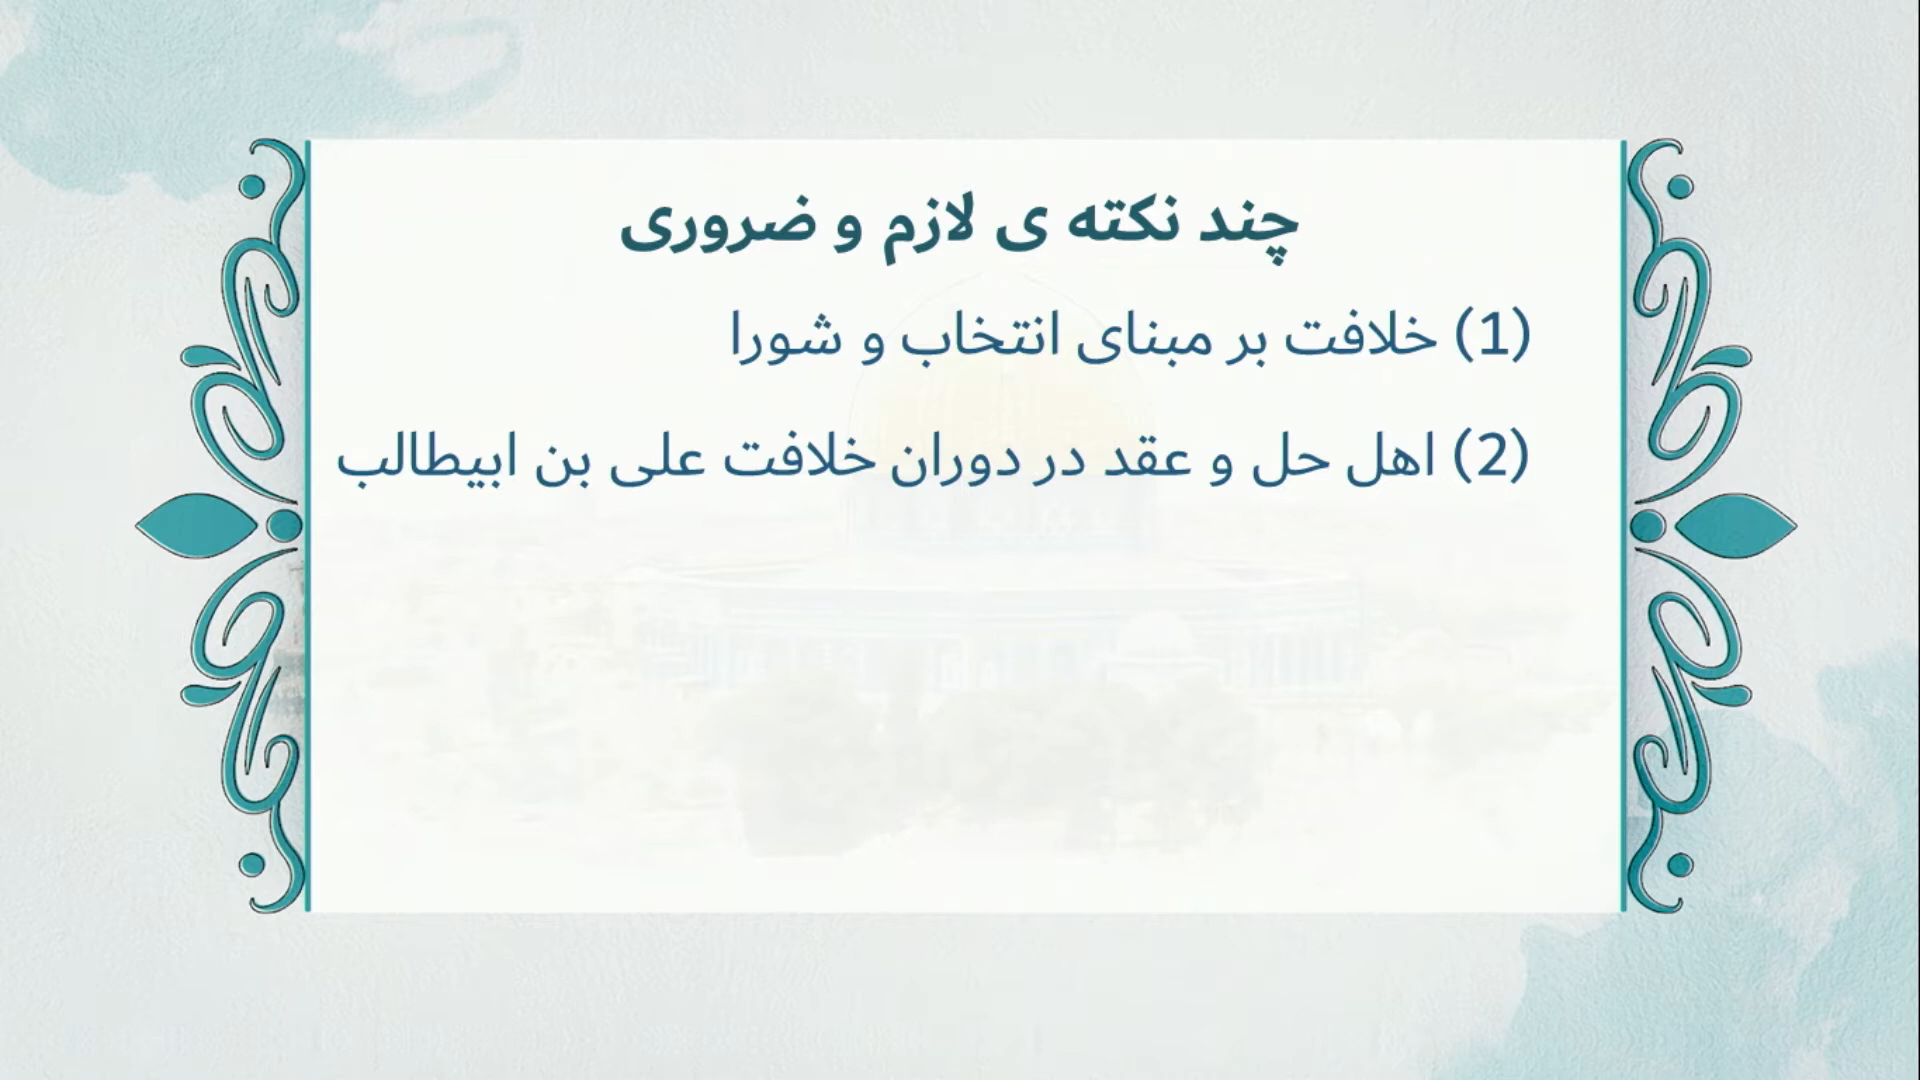 چند نکته ی لازم و ضروری
(1) خلافت بر مبنای انتخاب و شورا
(2) اهل حل و عقد در دوران خلافت علی بن ابیطالب